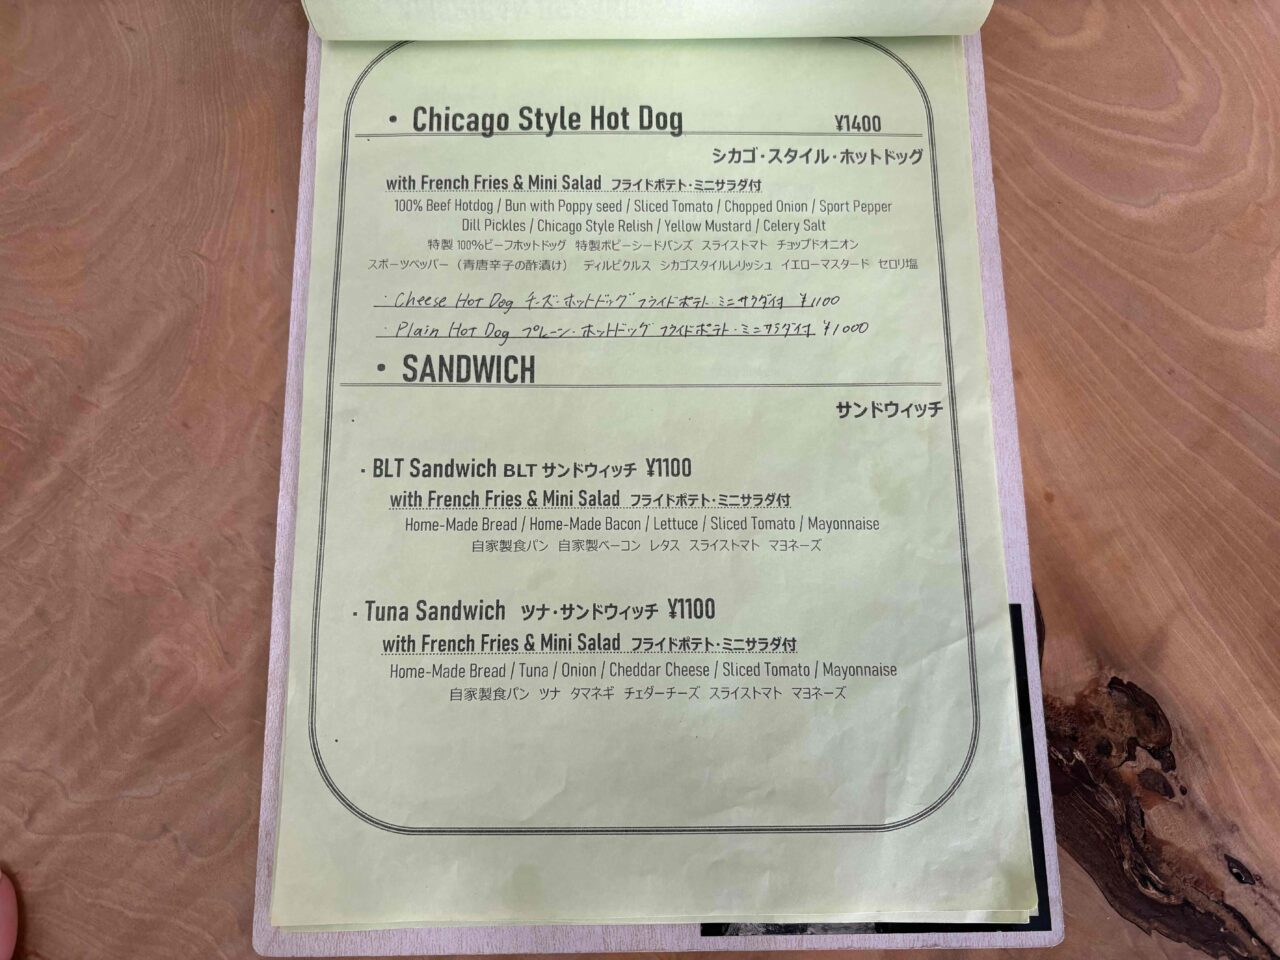 ・ Chicago Style Hot Dog ¥1400
シカゴ・スタイル・ホットドッグ
with French Fries & Mini Salad フライドポテト・ミニサラダ付
100% Beef Hotdog / Bun with Poppy seed / Sliced Tomato / Chopped Onion / Sport Pepper
Dill Pickles / Chicago Style Relish / Yellow Mustard / Celery Salt
特製100%ビーフホットドッグ 特製ポピーシードバンズ スライストマト チョップドオニオン
スポーツペッパー（青唐辛子の酢漬け） ディルピクルス シカゴスタイルレリッシュ イエローマスタード セロリ塩
・Cheese Hot Dog チーズ・ホットドッグ フライドポテト・ミニサラダ付 ¥1100
・Plain Hot Dog プレーン・ホットドッグ フライドポテト・ミニサラダ付 ¥1000
・ SANDWICH
サンドウィッチ
・BLT Sandwich BLT サンドウィッチ ¥1100
with French Fries & Mini Salad フライドポテト・ミニサラダ付
Home-Made Bread / Home-Made Bacon / Lettuce / Sliced Tomato / Mayonnaise
自家製食パン 自家製ベーコン レタス スライストマト マヨネーズ
・Tuna Sandwich ツナ・サンドウィッチ ¥1100
with French Fries & Mini Salad フライドポテト・ミニサラダ付
Home-Made Bread / Tuna / Onion / Cheddar Cheese / Sliced Tomato / Mayonnaise
自家製食パン ツナ タマネギ チェダーチーズ スライストマト マヨネーズ